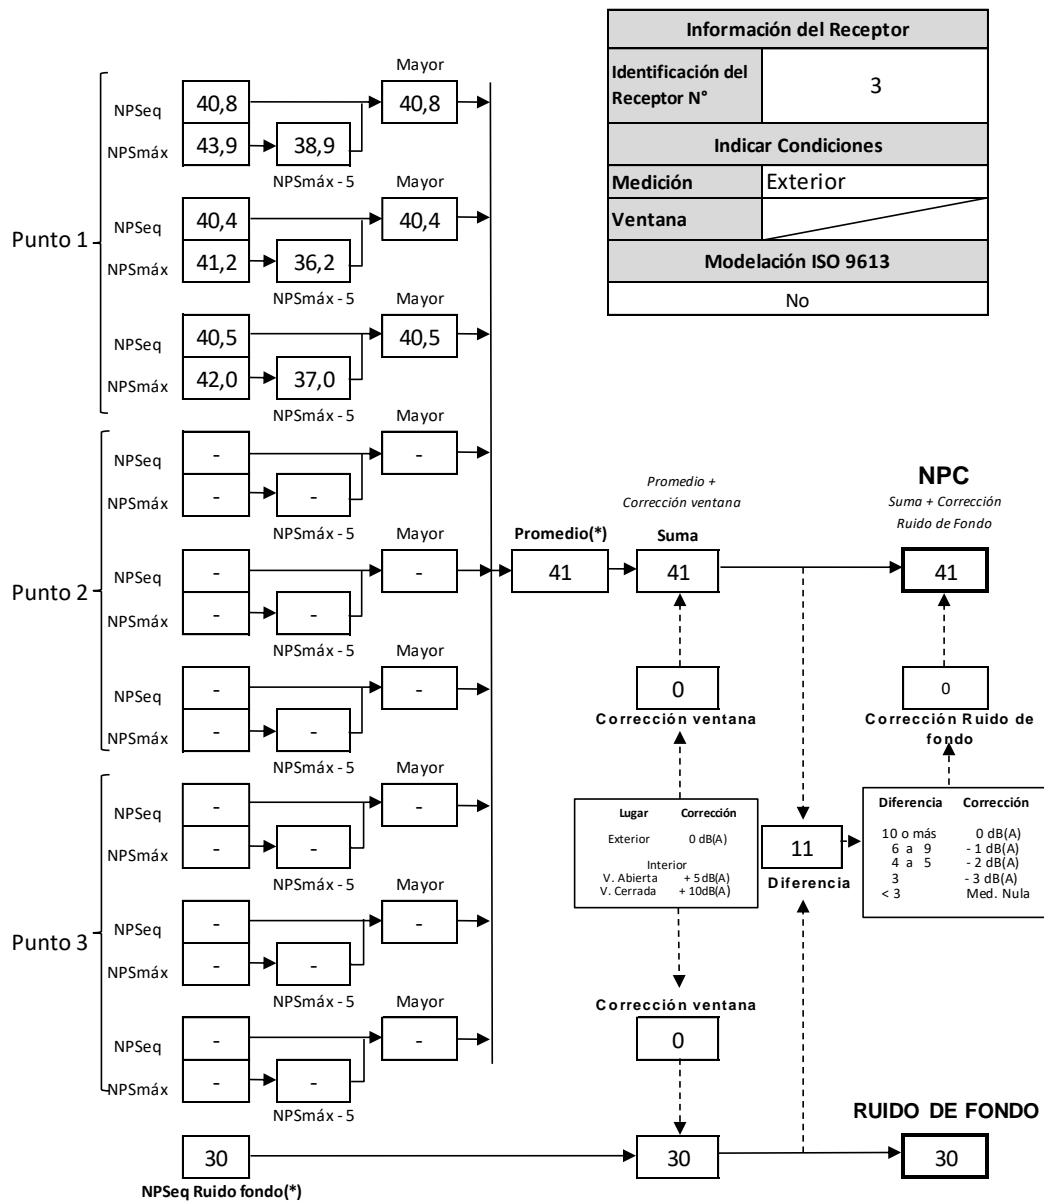 Información del Receptor
Identificación del Receptor N°
3
Indicar Condiciones
Medición
Exterior
Ventana
Modelación ISO 9613
No
Punto 1
Mayor
NPSeq
40,8
40,8
NPSmáx
43,9
38,9
NPSmáx - 5
Mayor
NPSeq
40,4
40,4
NPSmáx
41,2
36,2
NPSmáx - 5
Mayor
NPSeq
40,5
40,5
NPSmáx
42,0
37,0
NPSmáx - 5
Punto 2
Mayor
NPSeq
-
-
NPSmáx
-
-
NPSmáx - 5
Mayor
NPSeq
-
-
NPSmáx
-
-
NPSmáx - 5
Mayor
NPSeq
-
-
NPSmáx
-
-
NPSmáx - 5
Punto 3
Mayor
NPSeq
-
-
NPSmáx
-
-
NPSmáx - 5
Mayor
NPSeq
-
-
NPSmáx
-
-
NPSmáx - 5
Mayor
NPSeq
-
-
NPSmáx
-
-
NPSmáx - 5
Promedio(*)
41
Promedio +
Corrección ventana
Suma
41
0
Corrección ventana
NPC
Suma + Corrección
Ruido de Fondo
41
0
Corrección Ruido de
fondo
Lugar Corrección
Exterior 0 dB(A)
Interior
V. Abierta + 5 dB(A)
V. Cerrada + 10dB(A)
11
Diferencia
Diferencia Corrección
10 o más 0 dB(A)
6 a 9 - 1 dB(A)
4 a 5 - 2 dB(A)
3 - 3 dB(A)
< 3 Med. Nula
Corrección ventana
0
RUIDO DE FONDO
30
30
30
NPSeq Ruido fondo(*)